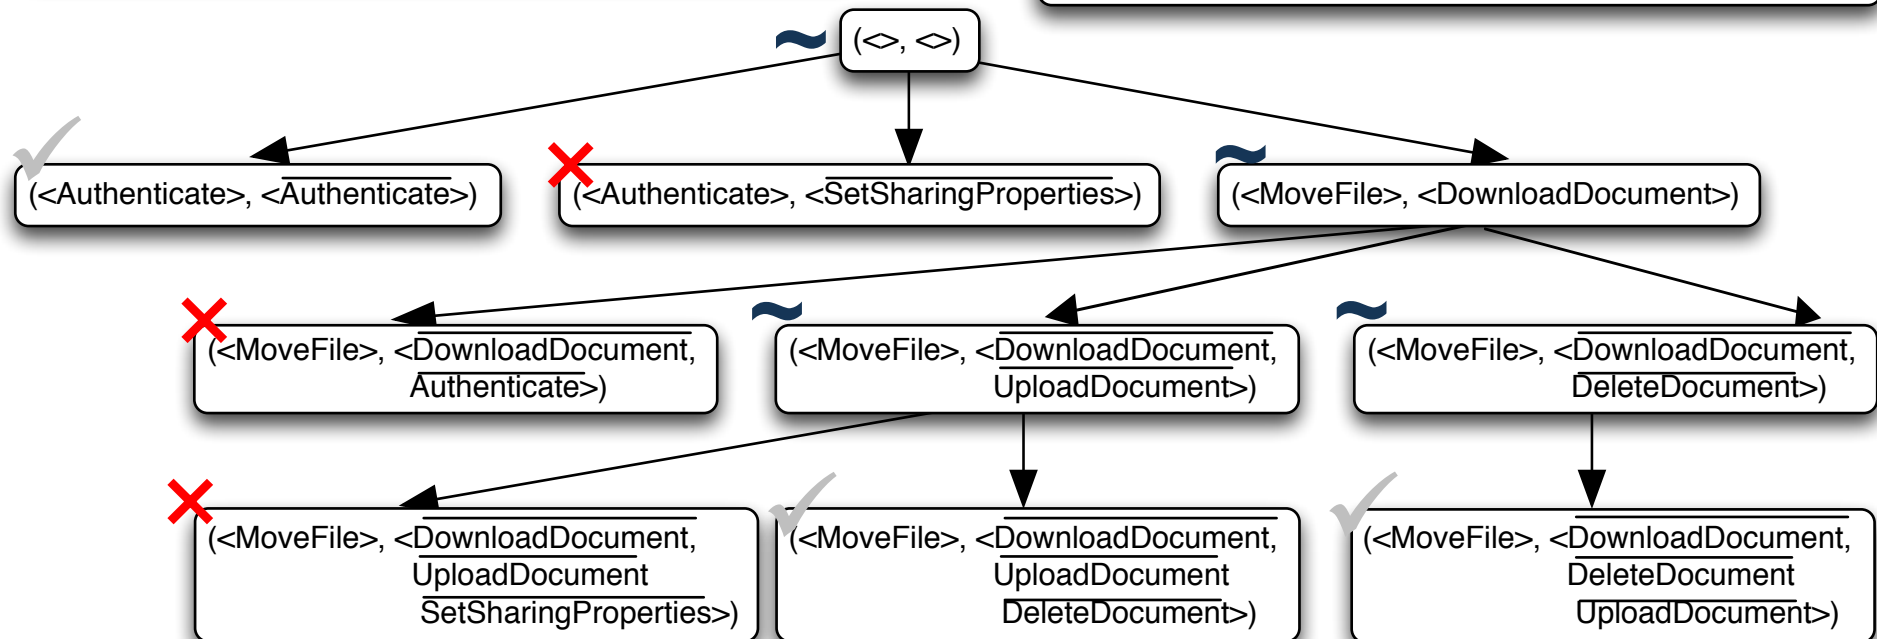 (<>, <>)
(<Authenticate>, <Authenticate>)
(<Authenticate>, <SetSharingProperties>)
(<MoveFile>, <DownloadDocument>)
(<MoveFile>, <DownloadDocument,
Authenticate>)
(<MoveFile>, <DownloadDocument,
UploadDocument>)
(<MoveFile>, <DownloadDocument,
DeleteDocument>)
(<MoveFile>, <DownloadDocument,
UploadDocument
SetSharingProperties>)
(<MoveFile>, <DownloadDocument,
UploadDocument
DeleteDocument>)
(<MoveFile>, <DownloadDocument,
DeleteDocument
UploadDocument>)